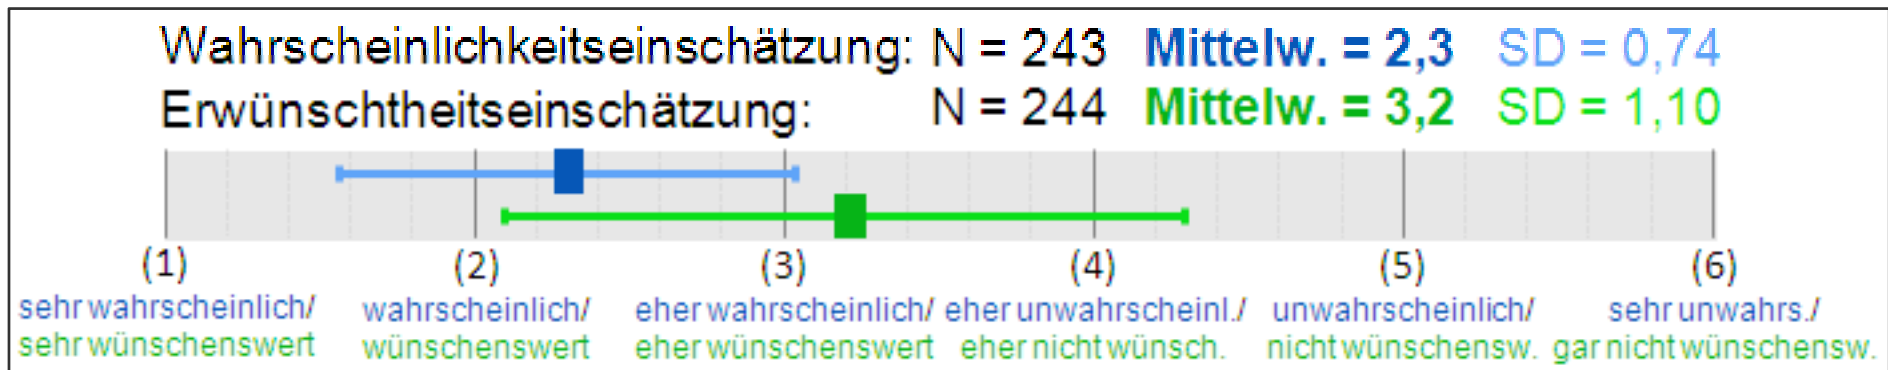 Wahrscheinlichkeitseinschätzung: N = 243 Mittelw. = 2,3 SD = 0,74
Erwünschtheitseinschätzung: N = 244 Mittelw. = 3,2 SD = 1,10
(1) (2) (3) (4) (5) (6)
sehr wahrscheinlich/ wahrscheinlich/ eher wahrscheinlich/ eher unwahrscheinl./ unwahrscheinlich/ sehr unwahrs./
sehr wünschenswert wünschenswert eher wünschenswert eher nicht wünsch. nicht wünschensw. gar nicht wünschensw.